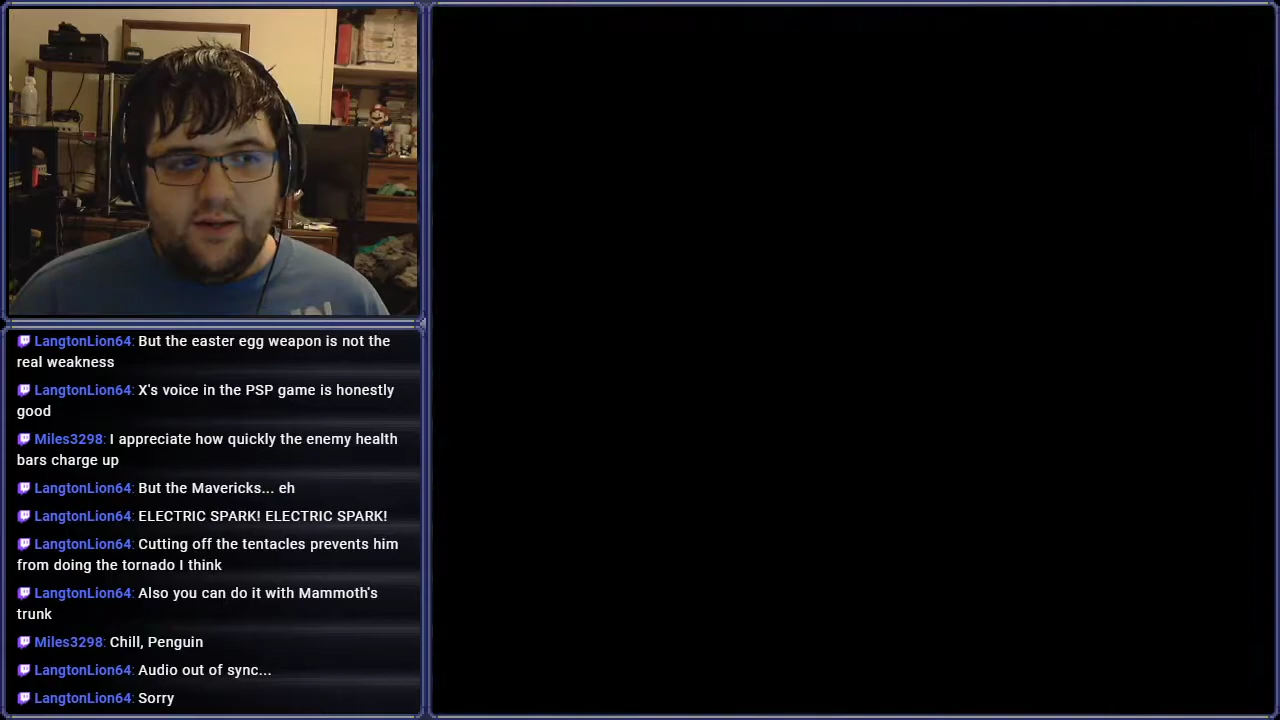 LangtonLion64: But the easter egg weapon is not the
real weakness
LangtonLion64: X's voice in the PSP game is honestly
good
Miles3298: I appreciate how quickly the enemy health
bars charge up
LangtonLion64: But the Mavericks... eh
LangtonLion64: ELECTRIC SPARK! ELECTRIC SPARK!
LangtonLion64: Cutting off the tentacles prevents him
from doing the tornado I think
LangtonLion64: Also you can do it with Mammoth's
trunk
Miles3298: Chill, Penguin
LangtonLion64: Audio out of sync...
LangtonLion64: Sorry